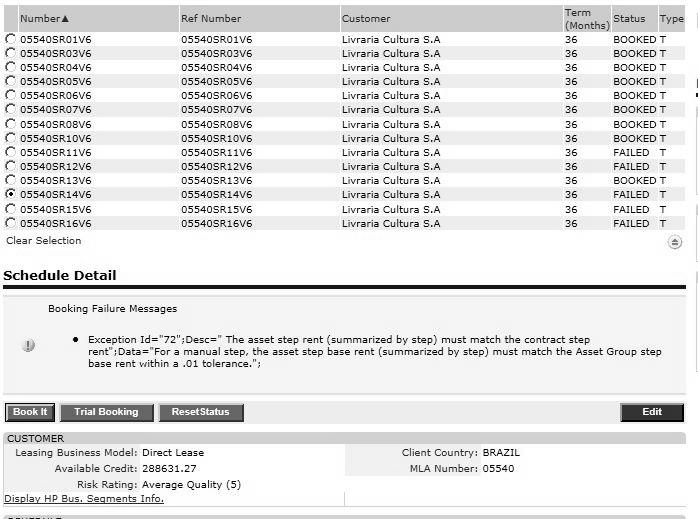 Number▲ Ref Number Customer Term (Months) Status Type
05540SR01V6 05540SR01V6 Livraria Cultura S.A 36 BOOKED T
05540SR03V6 05540SR03V6 Livraria Cultura S.A 36 BOOKED T
05540SR04V6 05540SR04V6 Livraria Cultura S.A 36 BOOKED T
05540SR05V6 05540SR05V6 Livraria Cultura S.A 36 BOOKED T
05540SR06V6 05540SR06V6 Livraria Cultura S.A 36 BOOKED T
05540SR07V6 05540SR07V6 Livraria Cultura S.A 36 BOOKED T
05540SR08V6 05540SR08V6 Livraria Cultura S.A 36 BOOKED T
05540SR10V6 05540SR10V6 Livraria Cultura S.A 36 BOOKED T
05540SR11V6 05540SR11V6 Livraria Cultura S.A 36 FAILED T
05540SR12V6 05540SR12V6 Livraria Cultura S.A 36 FAILED T
05540SR13V6 05540SR13V6 Livraria Cultura S.A 36 BOOKED T
05540SR14V6 05540SR14V6 Livraria Cultura S.A 36 FAILED T
05540SR15V6 05540SR15V6 Livraria Cultura S.A 36 FAILED T
05540SR16V6 05540SR16V6 Livraria Cultura S.A 36 FAILED T
Clear Selection
Schedule Detail
Booking Failure Messages
• Exception Id="72";Desc=" The asset step rent (summarized by step) must match the contract step
rent";Data="For a manual step, the asset step base rent (summarized by step) must match the Asset Group step
base rent within a .01 tolerance.";
Book It Trial Booking ResetStatus Edit
CUSTOMER
Leasing Business Model: Direct Lease Client Country: BRAZIL
Available Credit: 288631.27 MLA Number: 05540
Risk Rating: Average Quality (5)
Display HP Bus. Segments Info.